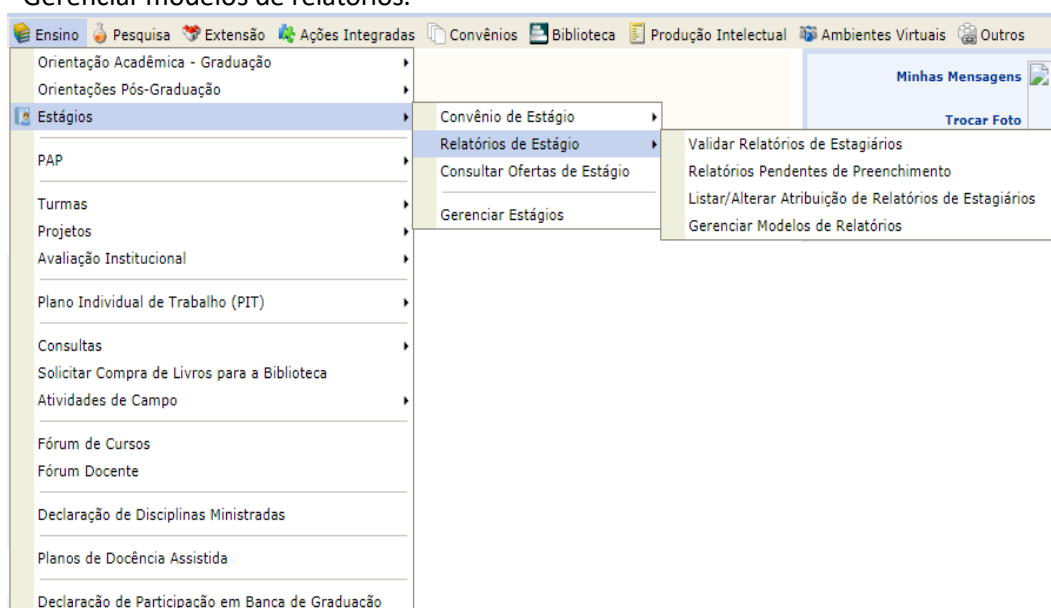 Gerenciar modelos de relatórios.
Ensino Pesquisa Extensão Ações Integradas Convênios Biblioteca Produção Intelectual Ambientes Virtuais Outros
Minhas Mensagens
Trocar Foto
Orientação Acadêmica - Graduação
Orientações Pós-Graduação
Estágios
PAP
Turmas
Projetos
Avaliação Institucional
Plano Individual de Trabalho (PIT)
Consultas
Solicitar Compra de Livros para a Biblioteca
Atividades de Campo
Fórum de Cursos
Fórum Docente
Declaração de Disciplinas Ministradas
Planos de Docência Assistida
Declaração de Participação em Banca de Graduação
Convênio de Estágio
Relatórios de Estágio
Consultar Ofertas de Estágio
Gerenciar Estágios
Validar Relatórios de Estagiários
Relatórios Pendentes de Preenchimento
Listar/Alterar Atribuição de Relatórios de Estagiários
Gerenciar Modelos de Relatórios